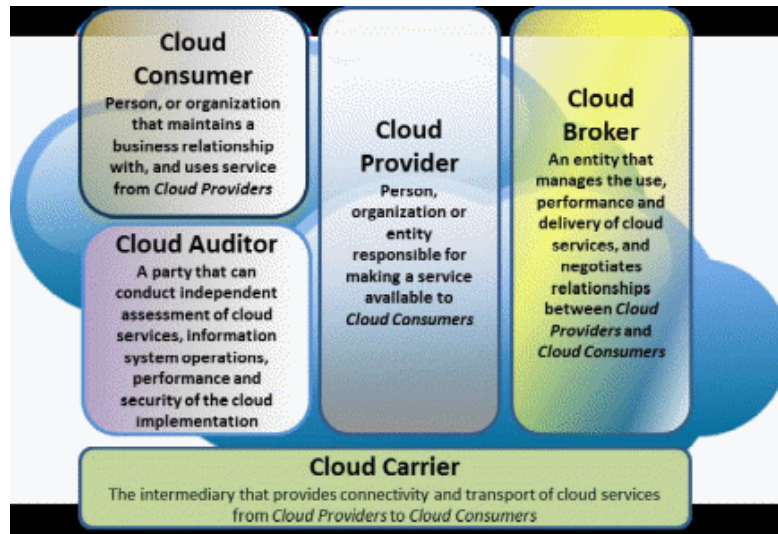 Cloud
Consumer
Person, or organization
that maintains a
business relationship
with, and uses service
from Cloud Providers
Cloud Auditor
A party that can
conduct independent
assessment of cloud
services, information
system operations,
performance and
security of the cloud
implementation
Cloud
Provider
Person,
organization or
entity
responsible for
making a service
available to
Cloud Consumers
Cloud
Broker
An entity that
manages the use,
performance and
delivery of cloud
services, and
negotiates
relationships
between Cloud
Providers and
Cloud Consumers
Cloud Carrier
The intermediary that provides connectivity and transport of cloud services
from Cloud Providers to Cloud Consumers